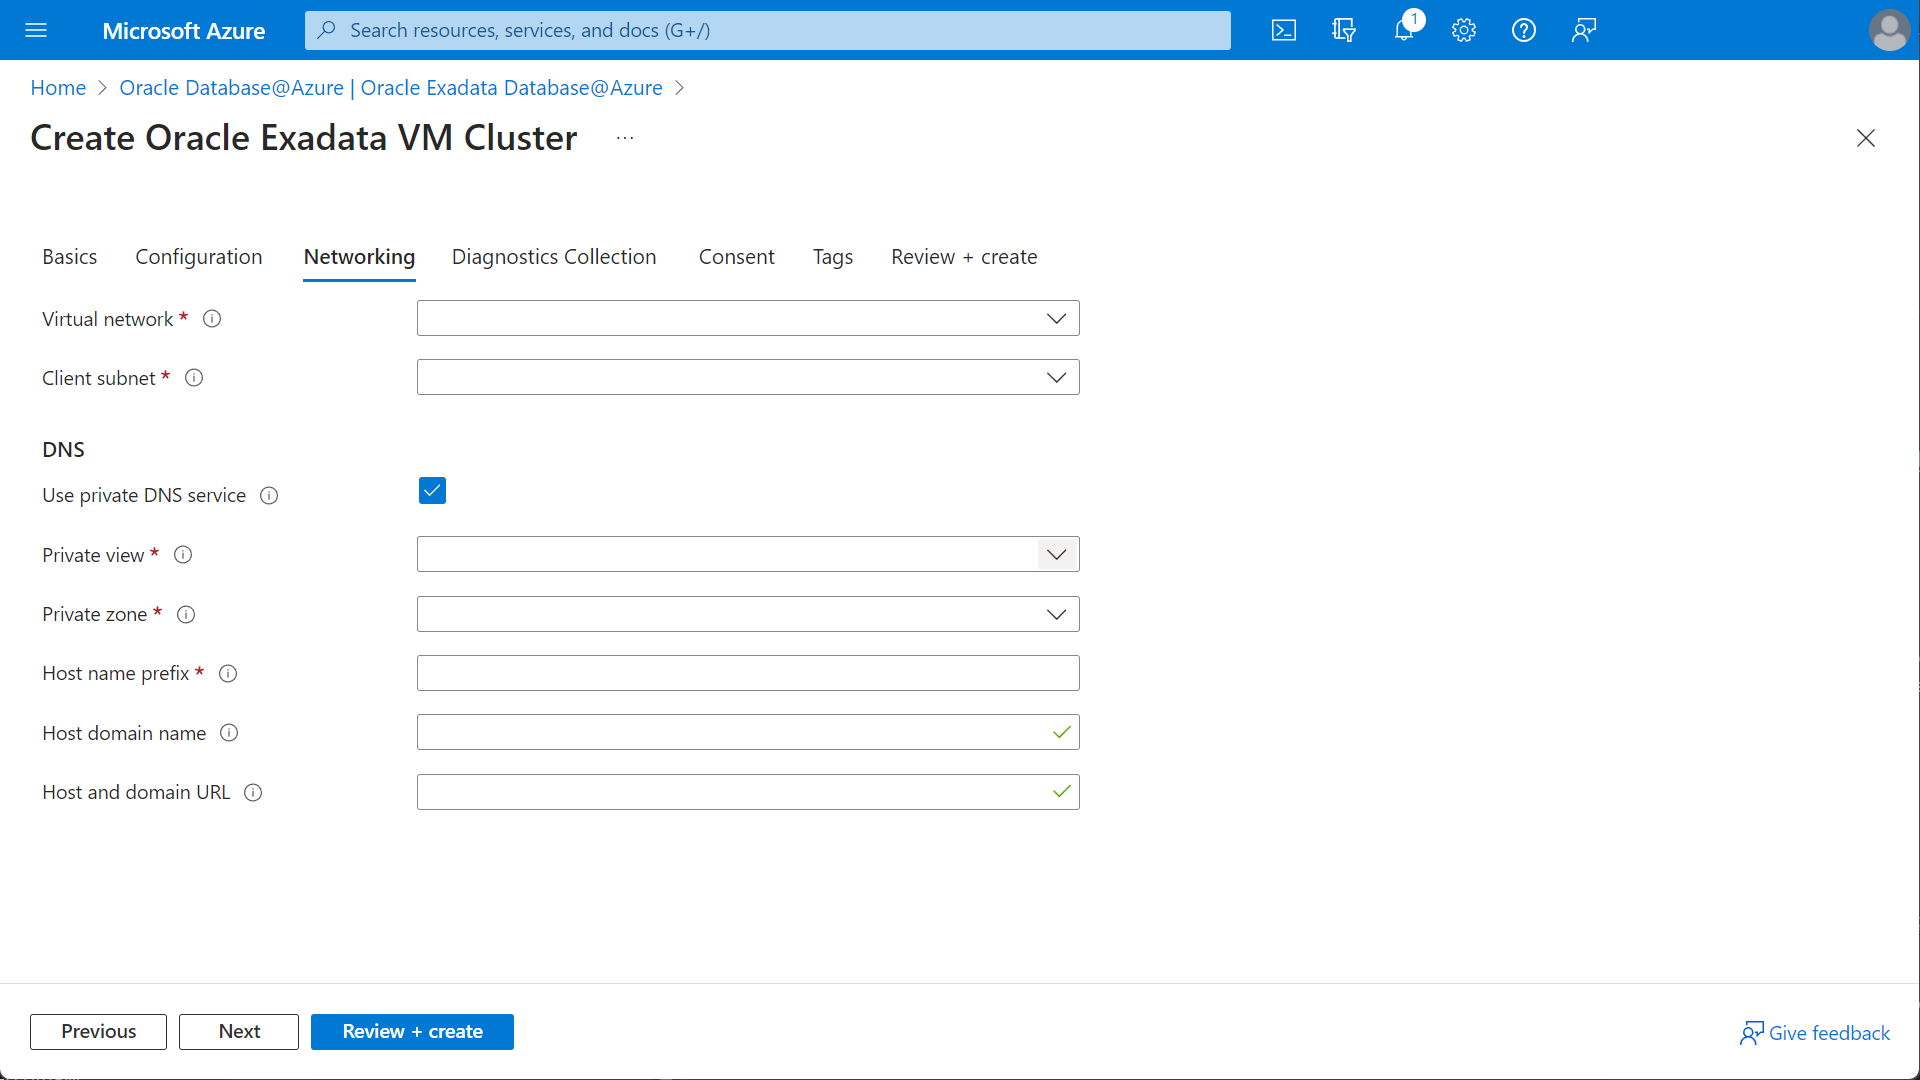 Microsoft Azure
Search resources, services, and docs (G+/)
1
Home > Oracle Database@Azure | Oracle Exadata Database@Azure >
Create Oracle Exadata VM Cluster ...
Basics Configuration Networking Diagnostics Collection Consent Tags Review + create
Virtual network *
Client subnet *
DNS
Use private DNS service
Private view *
Private zone *
Host name prefix *
Host domain name
Host and domain URL
Previous Next Review + create Give feedback